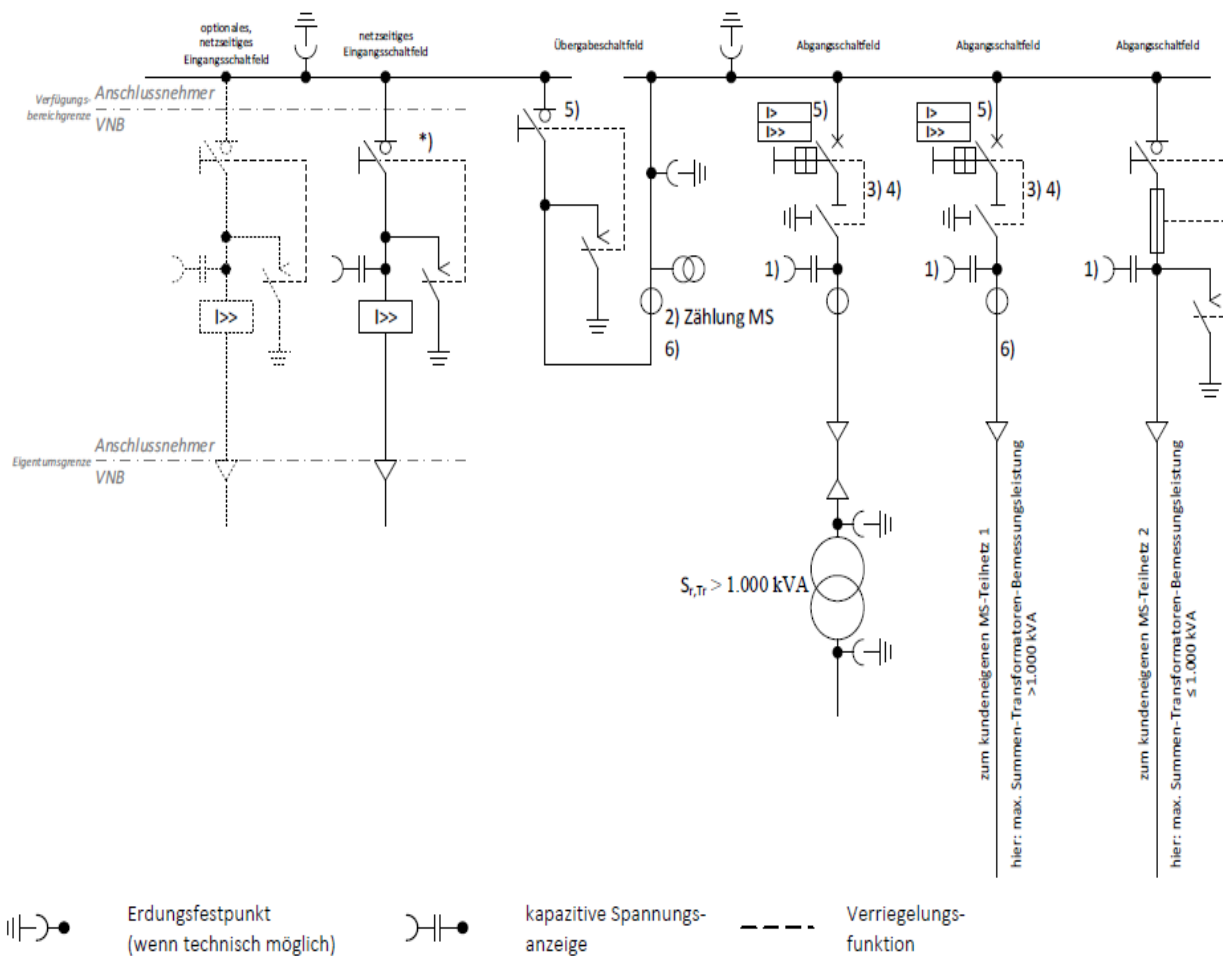 optionales,
netzseitiges
Eingangsschaltfeld
netzseitiges
Eingangsschaltfeld
Übergabeschaltfeld
Abgangsschaltfeld
Abgangsschaltfeld
Abgangsschaltfeld
Verfügungs-
bereichgrenze
Anschlussnehmer
VNB
*)
5)
I>
I>>
5)
I>
I>>
5)
3) 4)
3) 4)
1)
1)
1)
I>>
I>>
2) Zählung MS
6)
6)
Eigentumsgrenze
Anschlussnehmer
VNB
Sr,Tr > 1.000 kVA
zum kundeneigenen MS-Teilnetz 1
hier: max. Summen-Transformatoren-Bemessungsleistung
>1.000 kVA
zum kundeneigenen MS-Teilnetz 2
hier: max. Summen-Transformatoren-Bemessungsleistung
≤ 1.000 kVA
Erdungsfestpunkt
(wenn technisch möglich)
kapazitive Spannungs-
anzeige
Verriegelungs-
funktion